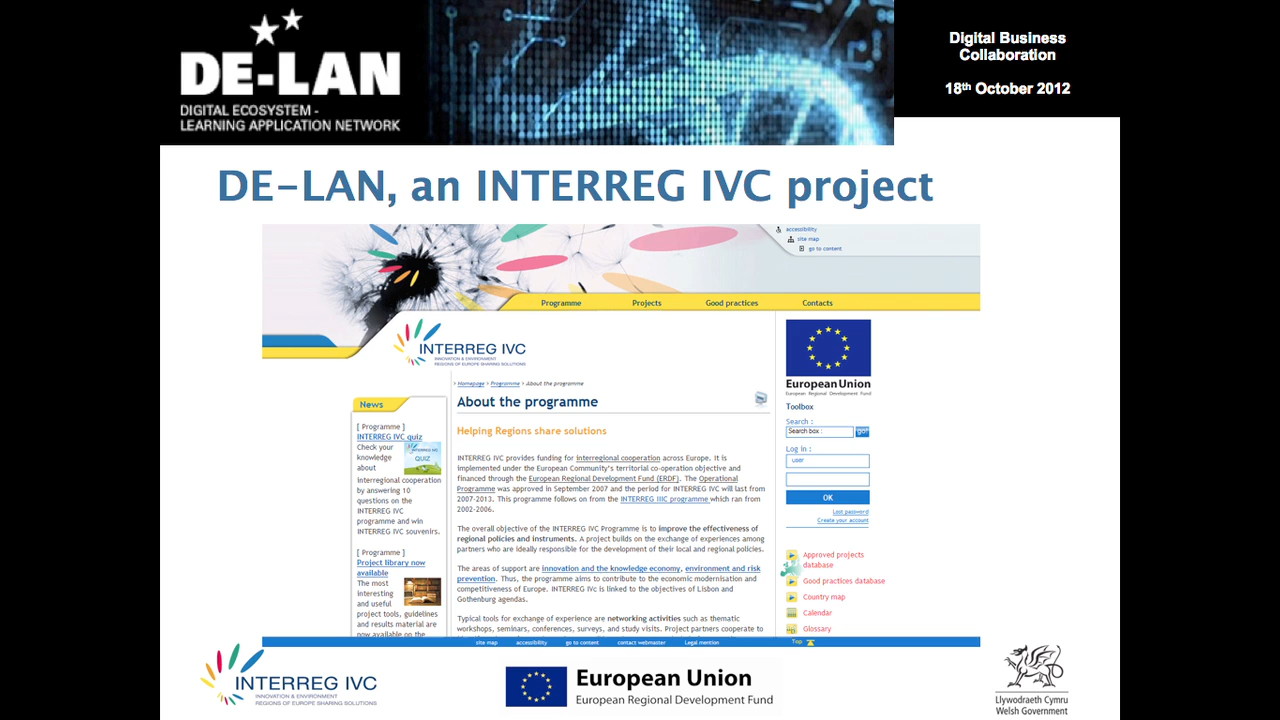 DE-LAN
DIGITAL ECOSYSTEM -
LEARNING APPLICATION NETWORK
Digital Business
Collaboration
18th October 2012
DE-LAN, an INTERREG IVC project
accessibility
site map
go to content
Programme
Projects
Good practices
Contacts
INTERREG IVC
INNOVATION & ENVIRONMENT
REGIONS OF EUROPE SHARING SOLUTIONS
> Homepage > Programme > About the programme
About the programme
Helping Regions share solutions
INTERREG IVC provides funding for interregional cooperation across Europe. It is
implemented under the European Community's territorial co-operation objective and
financed through the European Regional Development Fund (ERDF). The Operational
Programme was approved in September 2007 and the period for INTERREG IVC will last from
2007-2013. This programme follows on from the INTERREG IIIC programme which ran from
2002-2006.
The overall objective of the INTERREG IVC Programme is to improve the effectiveness of
regional policies and instruments. A project builds on the exchange of experiences among
partners who are ideally responsible for the development of their local and regional policies.
The areas of support are innovation and the knowledge economy, environment and risk
prevention. Thus, the programme aims to contribute to the economic modernisation and
competitiveness of Europe. INTERREG IVc is linked to the objectives of Lisbon and
Gothenburg agendas.
Typical tools for exchange of experience are networking activities such as thematic
workshops, seminars, conferences, surveys, and study visits. Project partners cooperate to
News
[ Programme ]
INTERREG IVC quiz
Check your
knowledge
about
INTERREG IVC
QUIZ
interregional cooperation
by answering 10
questions on the
INTERREG IVC
programme and win
INTERREG IVC souvenirs.
[ Programme ]
Project library now
available
The most
interesting
and useful
project tools, guidelines
and results material are
now available on the
European Union
European Regional Development Fund
Toolbox
Search :
Search box :
go!
Log in :
user
OK
Lost password
Create your account
Approved projects
database
Good practices database
Country map
Calendar
Glossary
site map
accessibility
go to content
contact webmaster
Legal mention
Top
INTERREG IVC
INNOVATION & ENVIRONMENT
REGIONS OF EUROPE SHARING SOLUTIONS
European Union
European Regional Development Fund
Llywodraeth Cymru
Welsh Government